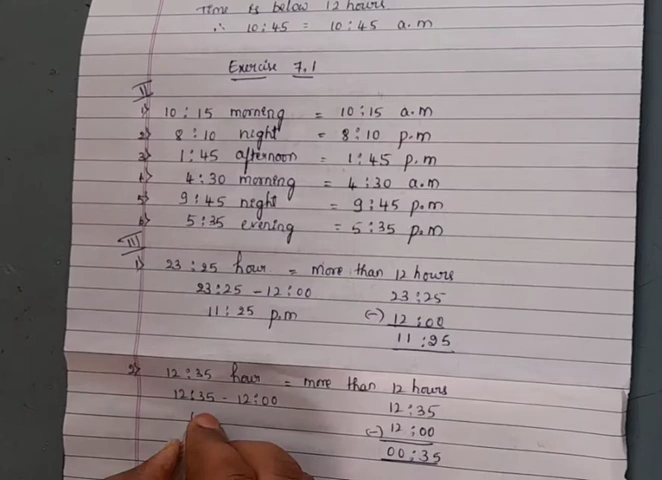 Time is below 12 hours
∴ 10:45 = 10:45 a.m
Exercise 7.1
II
1> 10:15 morning = 10:15 a.m
2> 8:10 night = 8:10 p.m
3> 1:45 afternoon = 1:45 p.m
4> 4:30 morning = 4:30 a.m
5> 9:45 night = 9:45 p.m
6> 5:35 evening = 5:35 p.m
III
1> 23:25 hour = more than 12 hours
23:25 - 12:00 23:25
11:25 p.m (-) 12:00
11:25
2> 12:35 hour = more than 12 hours
12:35 - 12:00 12:35
(-) 12:00
00:35